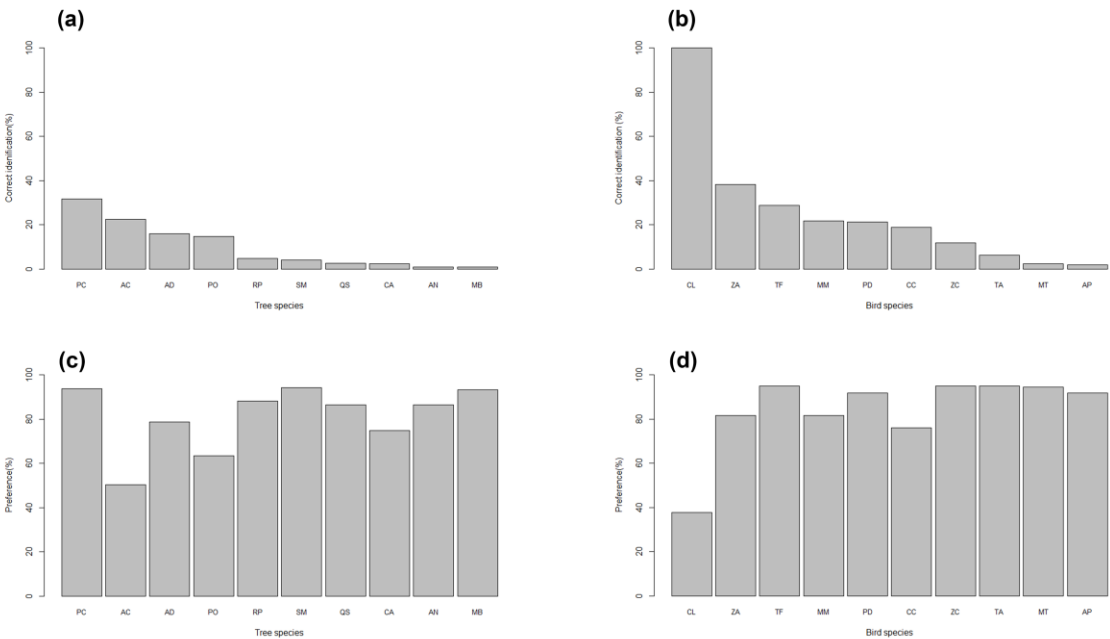 (a)
Correct idenification(%)
100
80
60
40
20
0
PC AC AD PO RP SM QS CA AN MB
Tree species
(b)
Correct identification (%)
100
80
60
40
20
0
CL ZA TF MM PD CC ZC TA MT AP
Bird species
(c)
Preference(%)
100
80
60
40
20
0
PC AC AD PO RP SM QS CA AN MB
Tree species
(d)
Preference(%)
100
80
60
40
20
0
CL ZA TF MM PD CC ZC TA MT AP
Bird species